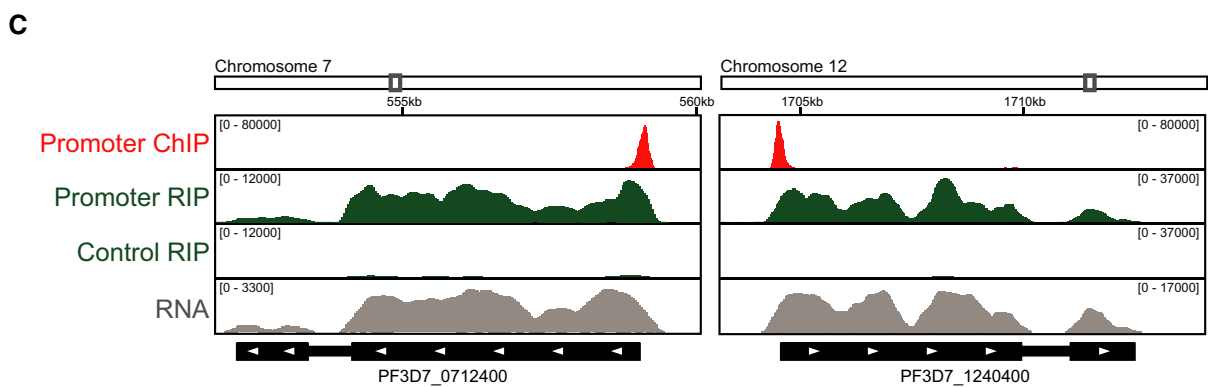 C
Chromosome 7
Chromosome 12
555kb
560kb
1705kb
1710kb
Promoter ChIP
[0 - 80000]
[0 - 80000]
Promoter RIP
[0 - 12000]
[0 - 37000]
Control RIP
[0 - 12000]
[0 - 37000]
RNA
[0 - 3300]
[0 - 17000]
PF3D7_0712400
PF3D7_1240400